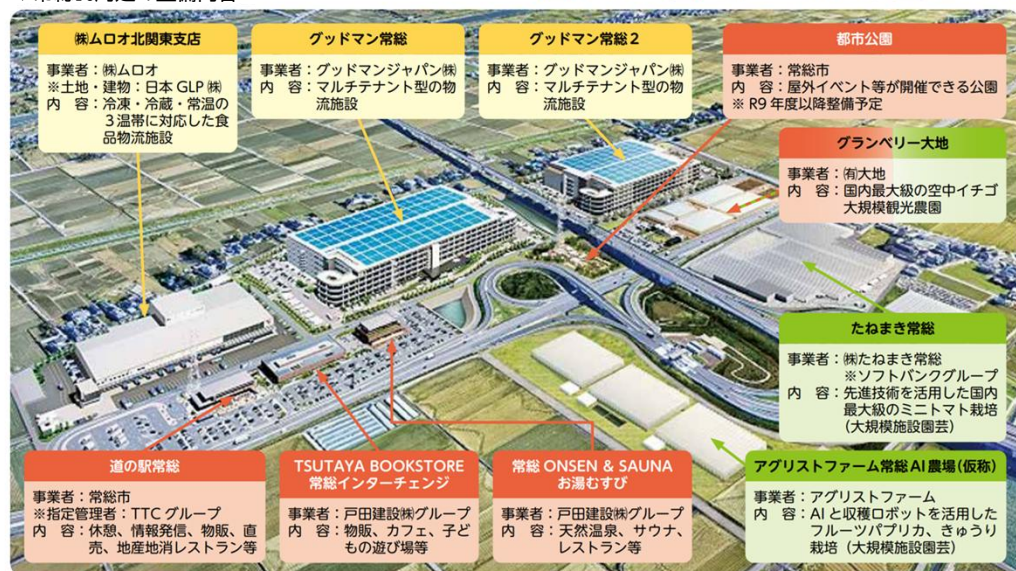 ㈱ムロオ北関東支店
事業者：㈱ムロオ
※土地・建物：日本 GLP ㈱
内　容：冷凍・冷蔵・常温の
３温帯に対応した食
品物流施設
グッドマン常総
事業者：グッドマンジャパン㈱
内　容：マルチテナント型の物
流施設
グッドマン常総２
事業者：グッドマンジャパン㈱
内　容：マルチテナント型の物
流施設
都市公園
事業者：常総市
内　容：屋外イベント等が開催できる公園
※ R9 年度以降整備予定
グランベリー大地
事業者：㈲大地
内　容：国内最大級の空中イチゴ
大規模観光農園
たねまき常総
事業者：㈱たねまき常総
※ソフトバンクグループ
内　容：先進技術を活用した国内
最大級のミニトマト栽培
（大規模施設園芸）
道の駅常総
事業者：常総市
※指定管理者：TTC グループ
内　容：休憩、情報発信、物販、直
売、地産地消レストラン等
TSUTAYA BOOKSTORE
常総インターチェンジ
事業者：戸田建設㈱グループ
内　容：物販、カフェ、子ど
もの遊び場等
常総 ONSEN & SAUNA
お湯むすび
事業者：戸田建設㈱グループ
内　容：天然温泉、サウナ、
レストラン等
アグリストファーム常総 AI 農場（仮称）
事業者：アグリストファーム
内　容：AI と収穫ロボットを活用した
フルーツパプリカ、きゅうり
栽培（大規模施設園芸）